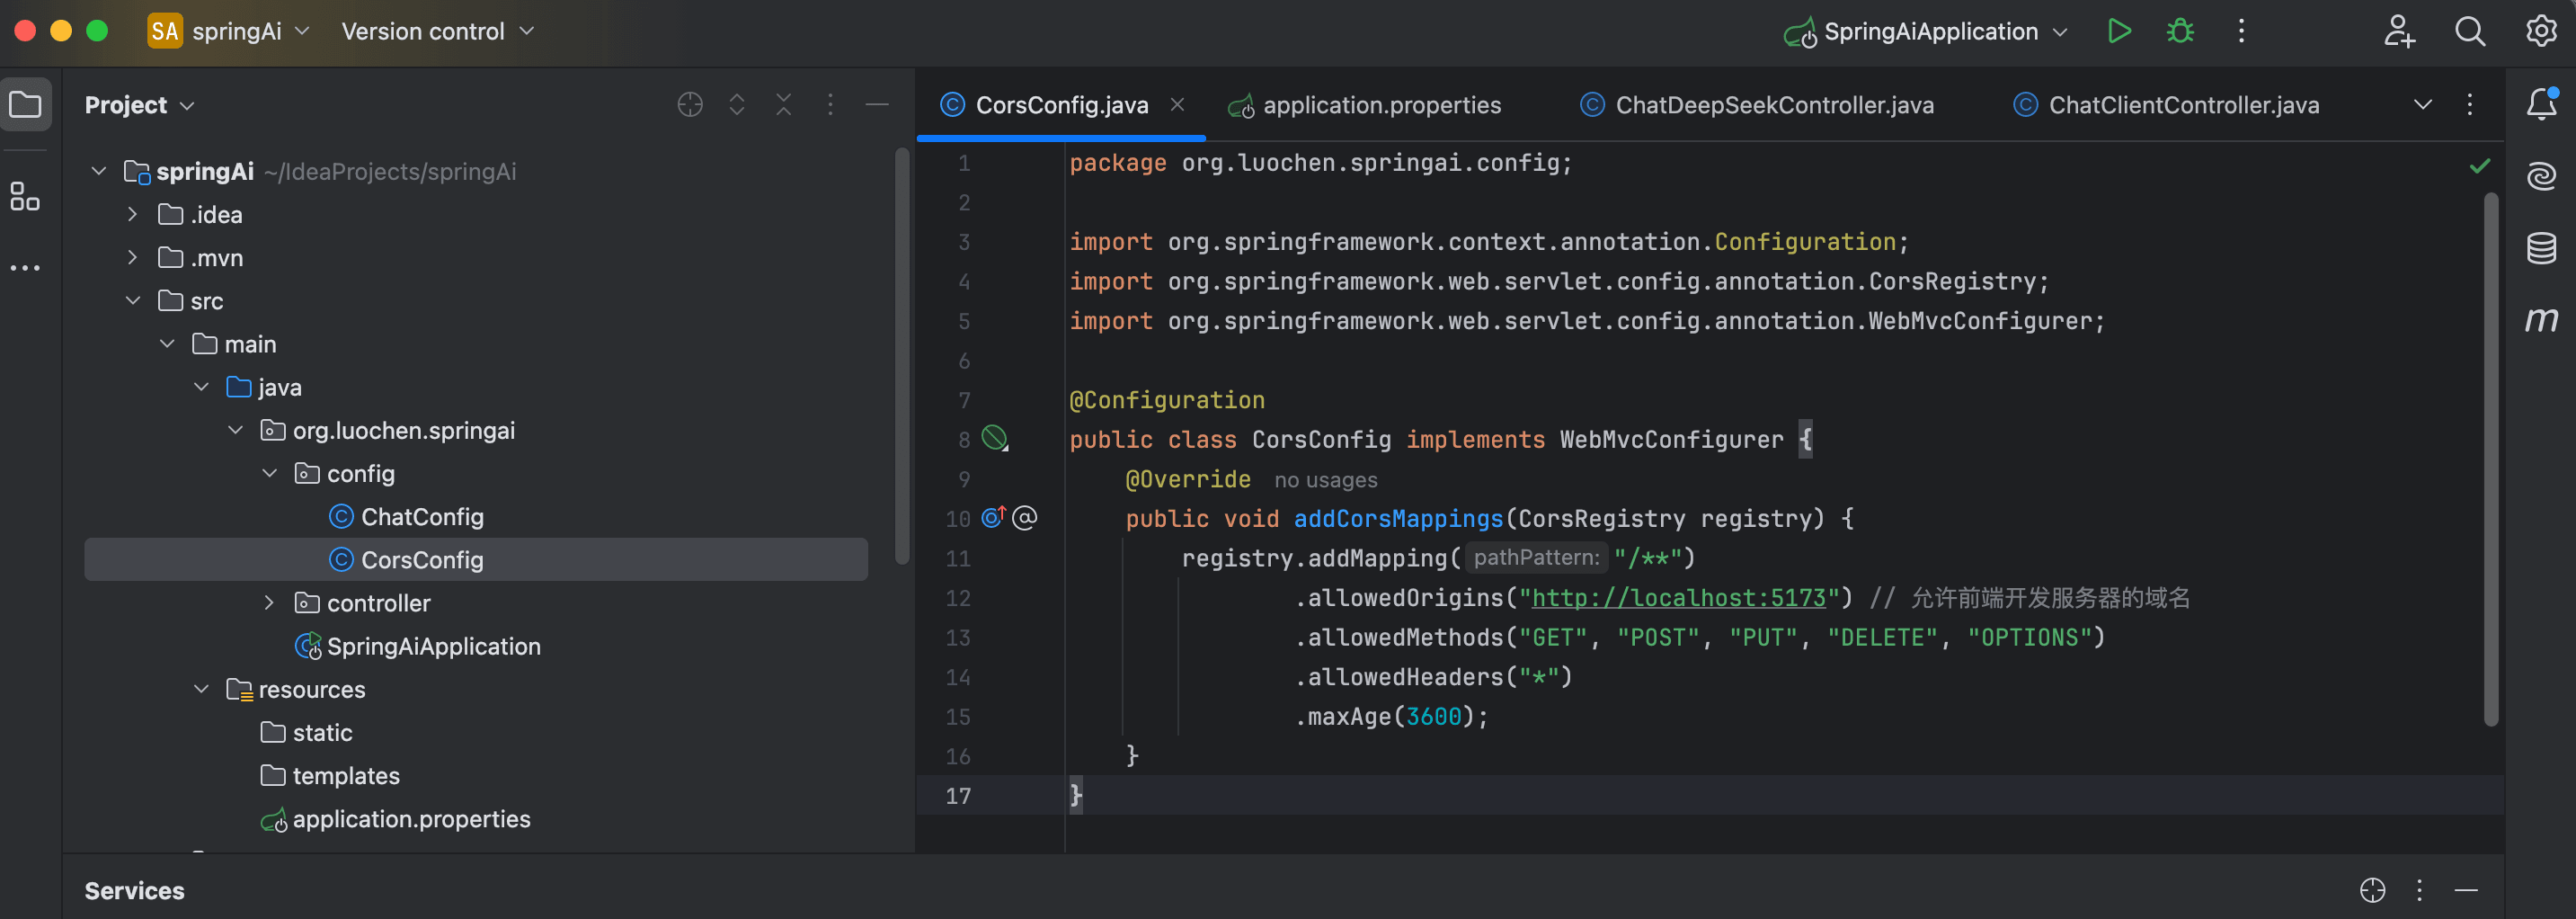 SA springAi Version control SpringAiApplication
Project
CorsConfig.java application.properties ChatDeepSeekController.java ChatClientController.java
springAi ~/IdeaProjects/springAi
.idea
.mvn
src
main
java
org.luochen.springai
config
ChatConfig
CorsConfig
controller
SpringAiApplication
resources
static
templates
application.properties
1 package org.luochen.springai.config;
2
3 import org.springframework.context.annotation.Configuration;
4 import org.springframework.web.servlet.config.annotation.CorsRegistry;
5 import org.springframework.web.servlet.config.annotation.WebMvcConfigurer;
6
7 @Configuration
8 public class CorsConfig implements WebMvcConfigurer {
9 @Override no usages
10 public void addCorsMappings(CorsRegistry registry) {
11 registry.addMapping( pathPattern: "/**")
12 .allowedOrigins("http://localhost:5173") // 允许前端开发服务器的域名
13 .allowedMethods("GET", "POST", "PUT", "DELETE", "OPTIONS")
14 .allowedHeaders("*")
15 .maxAge(3600);
16 }
17 }
m
Services